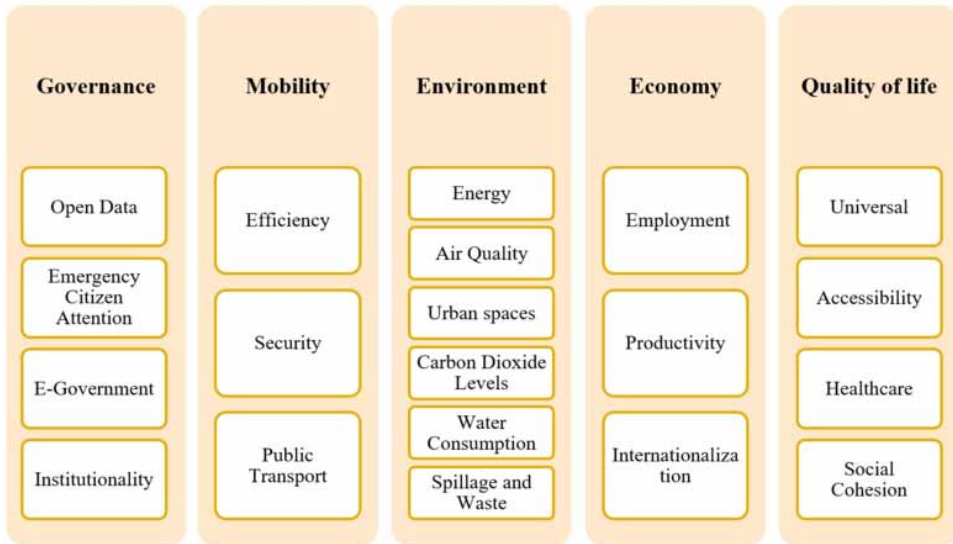 Governance
Open Data
Emergency
Citizen
Attention
E-Government
Institutionality
Mobility
Efficiency
Security
Public
Transport
Environment
Energy
Air Quality
Urban spaces
Carbon Dioxide
Levels
Water
Consumption
Spillage and
Waste
Economy
Employment
Productivity
Internationaliza
tion
Quality of life
Universal
Accessibility
Healthcare
Social
Cohesion